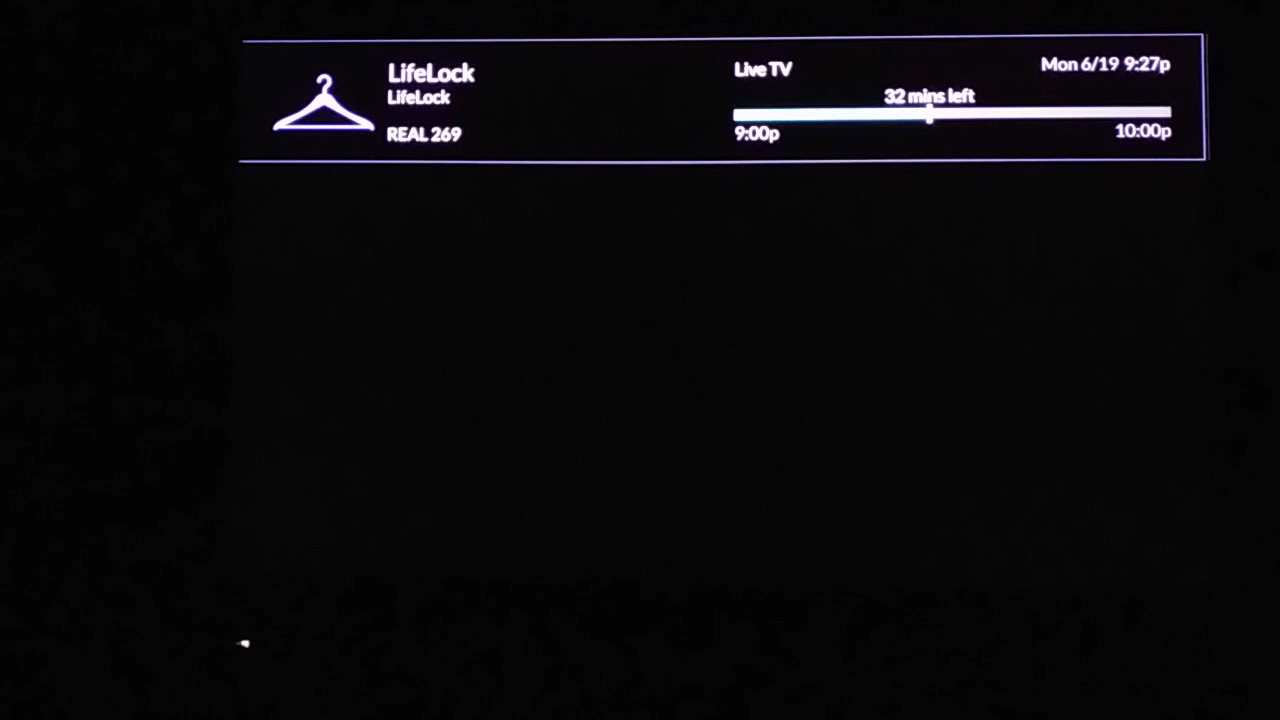 LifeLock
LifeLock
REAL 269
Live TV
Mon 6/19 9:27p
32 mins left
9:00p
10:00p